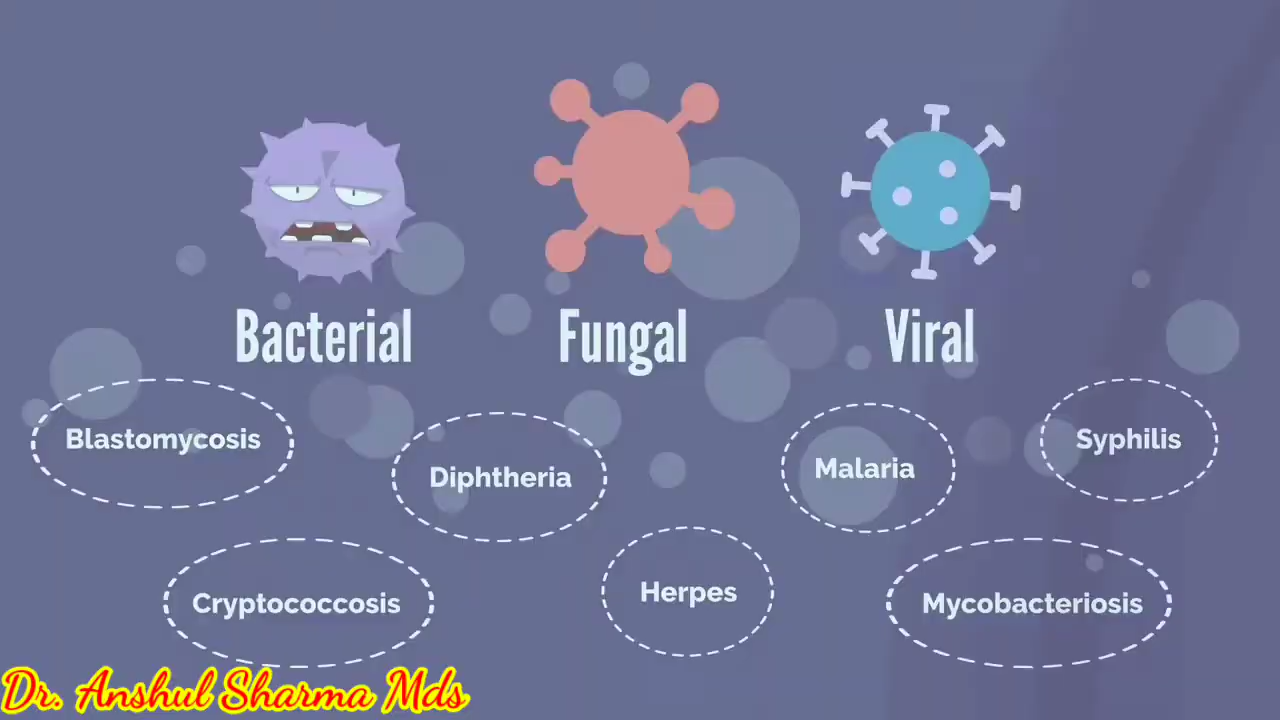 Bacterial
Fungal
Viral
Blastomycosis
Diphtheria
Malaria
Syphilis
Cryptococcosis
Herpes
Mycobacteriosis
Dr. Anshul Sharma Mds